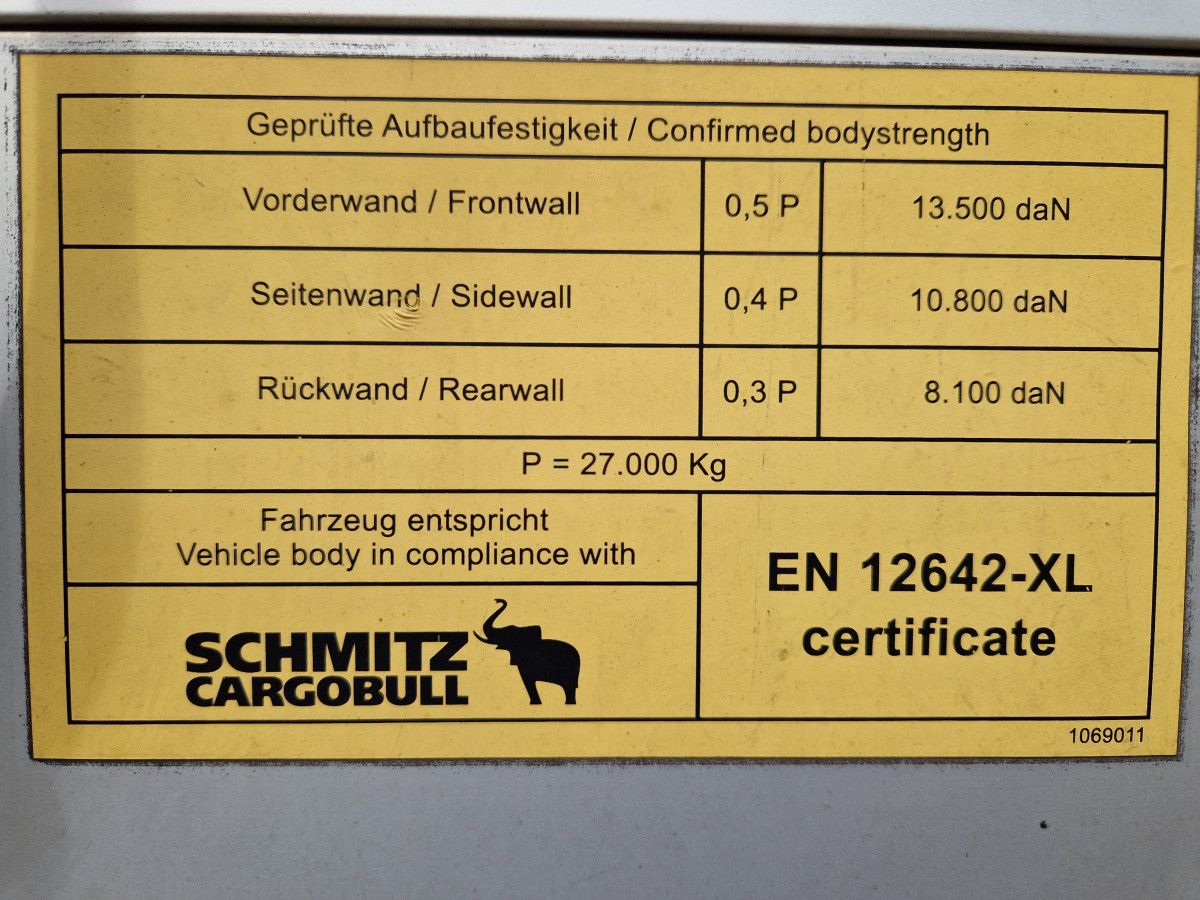 Geprüfte Aufbaufestigkeit / Confirmed bodystrength
Vorderwand / Frontwall 0,5 P 13.500 daN
Seitenwand / Sidewall 0,4 P 10.800 daN
Rückwand / Rearwall 0,3 P 8.100 daN
P = 27.000 Kg
Fahrzeug entspricht
Vehicle body in compliance with
EN 12642-XL
certificate
SCHMITZ
CARGOBULL
1069011